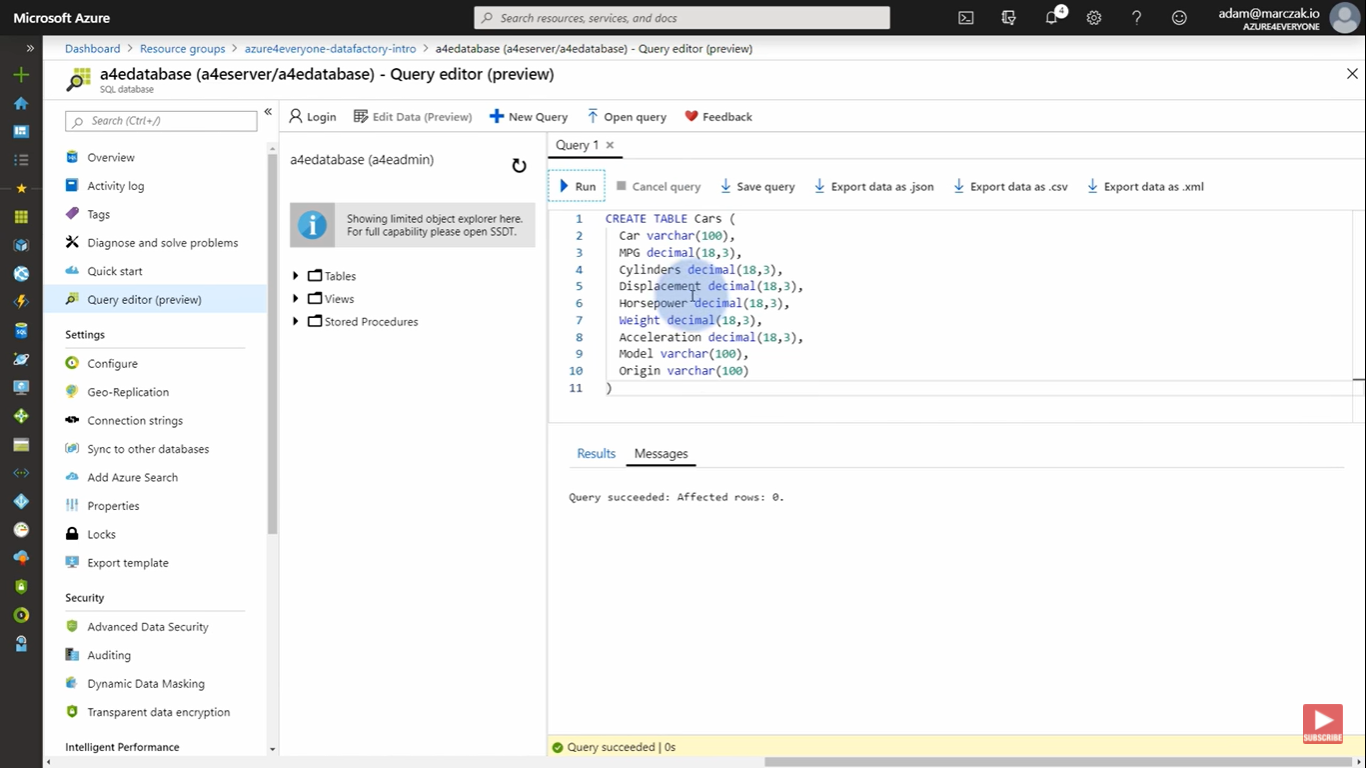 Microsoft Azure
Search resources, services, and docs
4
adam@marczak.io
AZURE4EVERYONE
Dashboard > Resource groups > azure4everyone-datafactory-intro > a4edatabase (a4eserver/a4edatabase) - Query editor (preview)
a4edatabase (a4eserver/a4edatabase) - Query editor (preview)
SQL database
Search (Ctrl+/)
Overview
Activity log
Tags
Diagnose and solve problems
Quick start
Query editor (preview)
Settings
Configure
Geo-Replication
Connection strings
Sync to other databases
Add Azure Search
Properties
Locks
Export template
Security
Advanced Data Security
Auditing
Dynamic Data Masking
Transparent data encryption
Intelligent Performance
Login Edit Data (Preview) New Query Open query Feedback
a4edatabase (a4eadmin)
Showing limited object explorer here.
For full capability please open SSDT.
Tables
Views
Stored Procedures
Query 1
Run Cancel query Save query Export data as .json Export data as .csv Export data as .xml
1 CREATE TABLE Cars (
2 Car varchar(100),
3 MPG decimal(18,3),
4 Cylinders decimal(18,3),
5 Displacement decimal(18,3),
6 Horsepower decimal(18,3),
7 Weight decimal(18,3),
8 Acceleration decimal(18,3),
9 Model varchar(100),
10 Origin varchar(100)
11 )
Results Messages
Query succeeded: Affected rows: 0.
SUBSCRIBE
Query succeeded | 0s